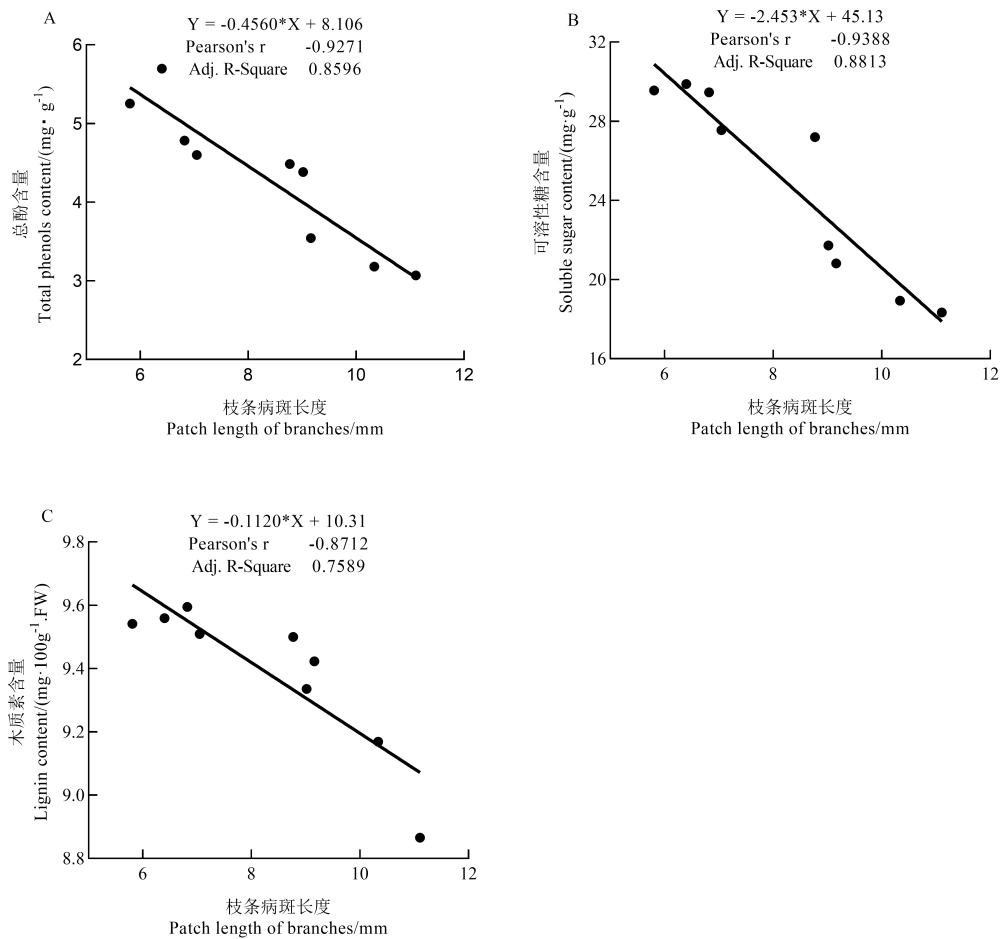 A
Y = -0.4560*X + 8.106
Pearson's r -0.9271
Adj. R-Square 0.8596
6
5
4
3
2
6 8 10 12
总酚含量
Total phenols content/(mg· g⁻¹)
枝条病斑长度
Patch length of branches/mm
B
Y = -2.453*X + 45.13
Pearson's r -0.9388
Adj. R-Square 0.8813
32
28
24
20
16
6 8 10 12
可溶性糖含量
Soluble sugar content/(mg·g⁻¹)
枝条病斑长度
Patch length of branches/mm
C
Y = -0.1120*X + 10.31
Pearson's r -0.8712
Adj. R-Square 0.7589
9.8
9.6
9.4
9.2
9.0
8.8
6 8 10 12
木质素含量
Lignin content/(mg·100g⁻¹.FW)
枝条病斑长度
Patch length of branches/mm